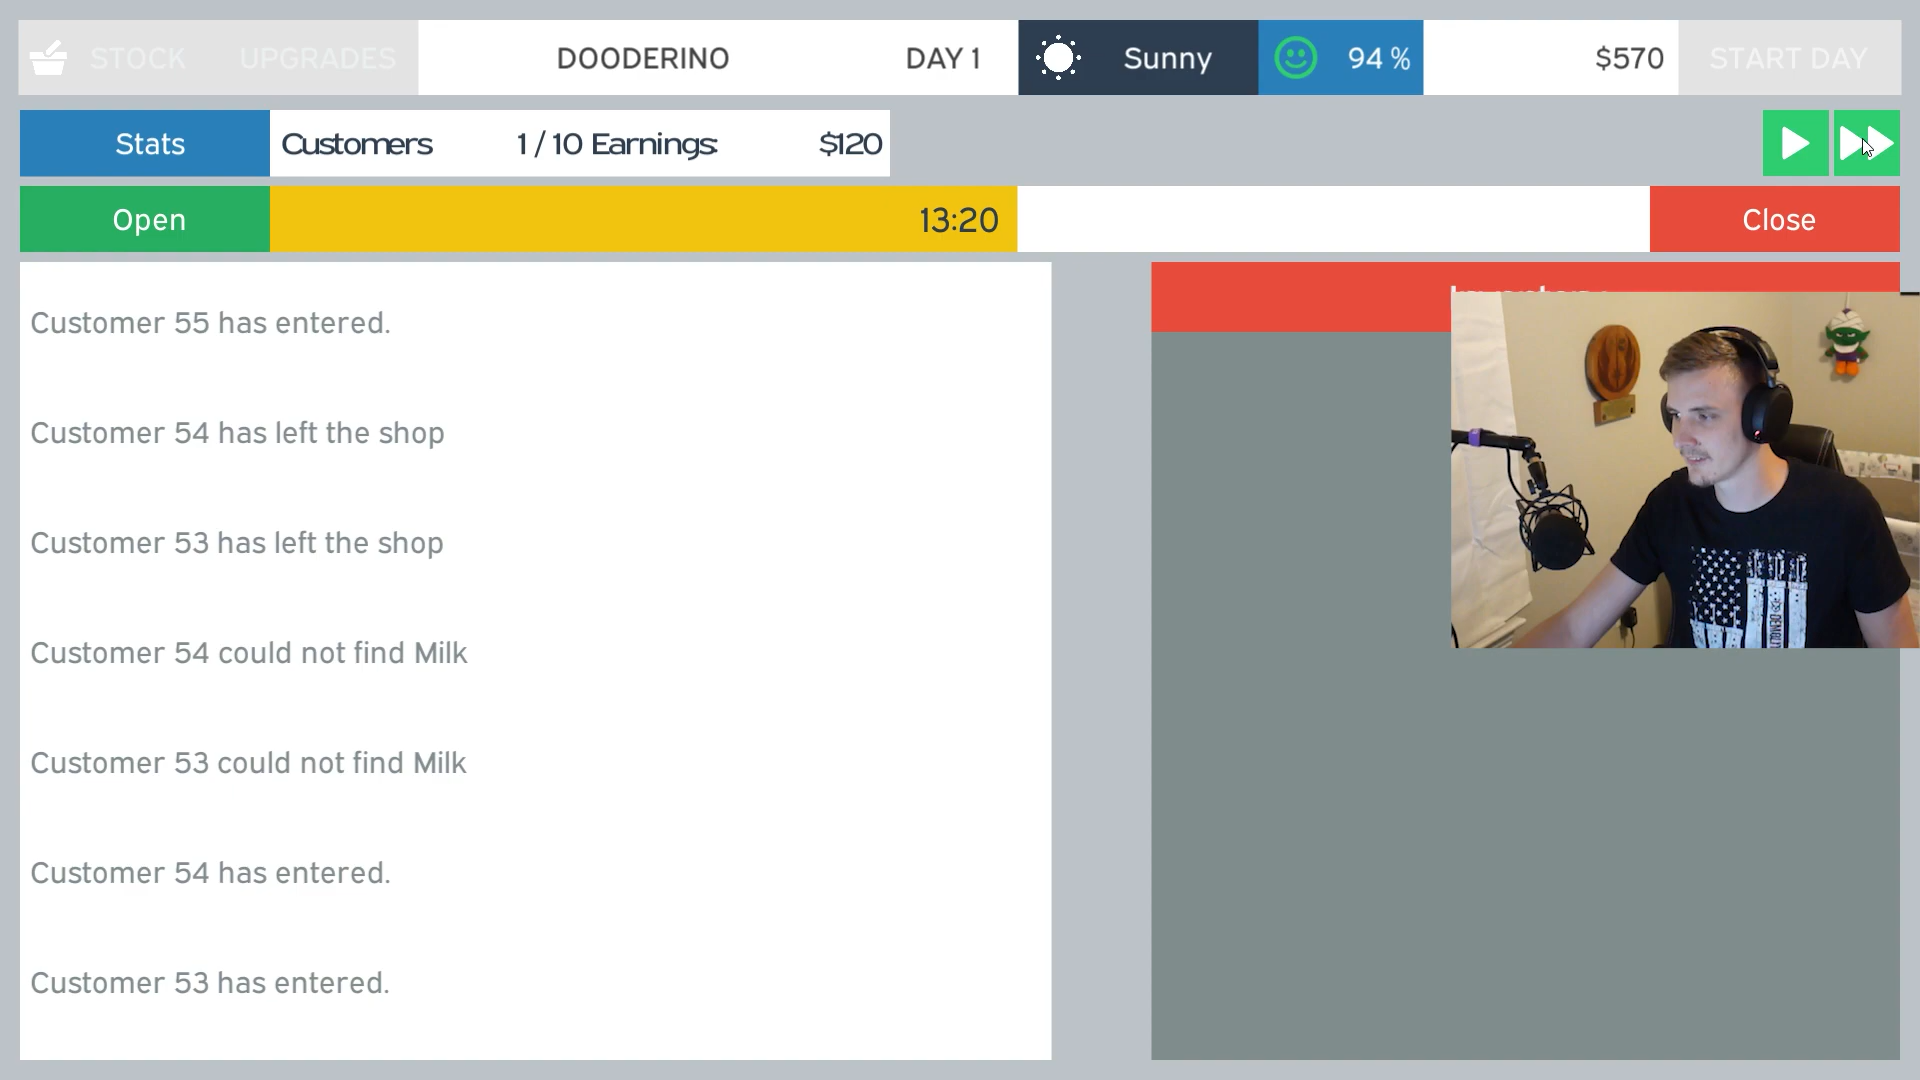 STOCK UPGRADES DOODERINO DAY 1 Sunny 94 % $570 START DAY
Stats Customers 1 / 10 Earnings: $120
Open 13:20 Close
Customer 55 has entered.
Customer 54 has left the shop
Customer 53 has left the shop
Customer 54 could not find Milk
Customer 53 could not find Milk
Customer 54 has entered.
Customer 53 has entered.